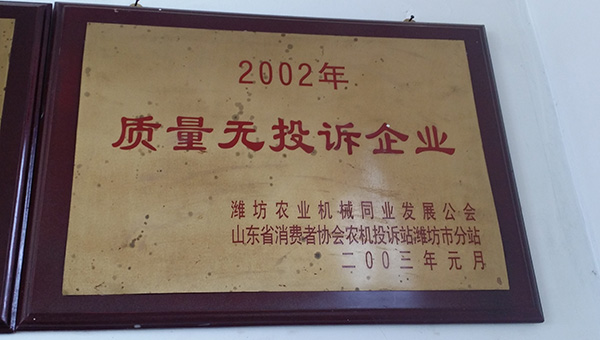 2002年
质量无投诉企业
潍坊农业机械同业发展公会
山东省消费者协会农机投诉站潍坊市分站
二〇〇三年元月